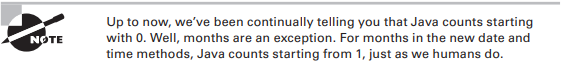 NOTE
Up to now, we've been continually telling you that Java counts starting
with 0. Well, months are an exception. For months in the new date and
time methods, Java counts starting from 1, just as we humans do.